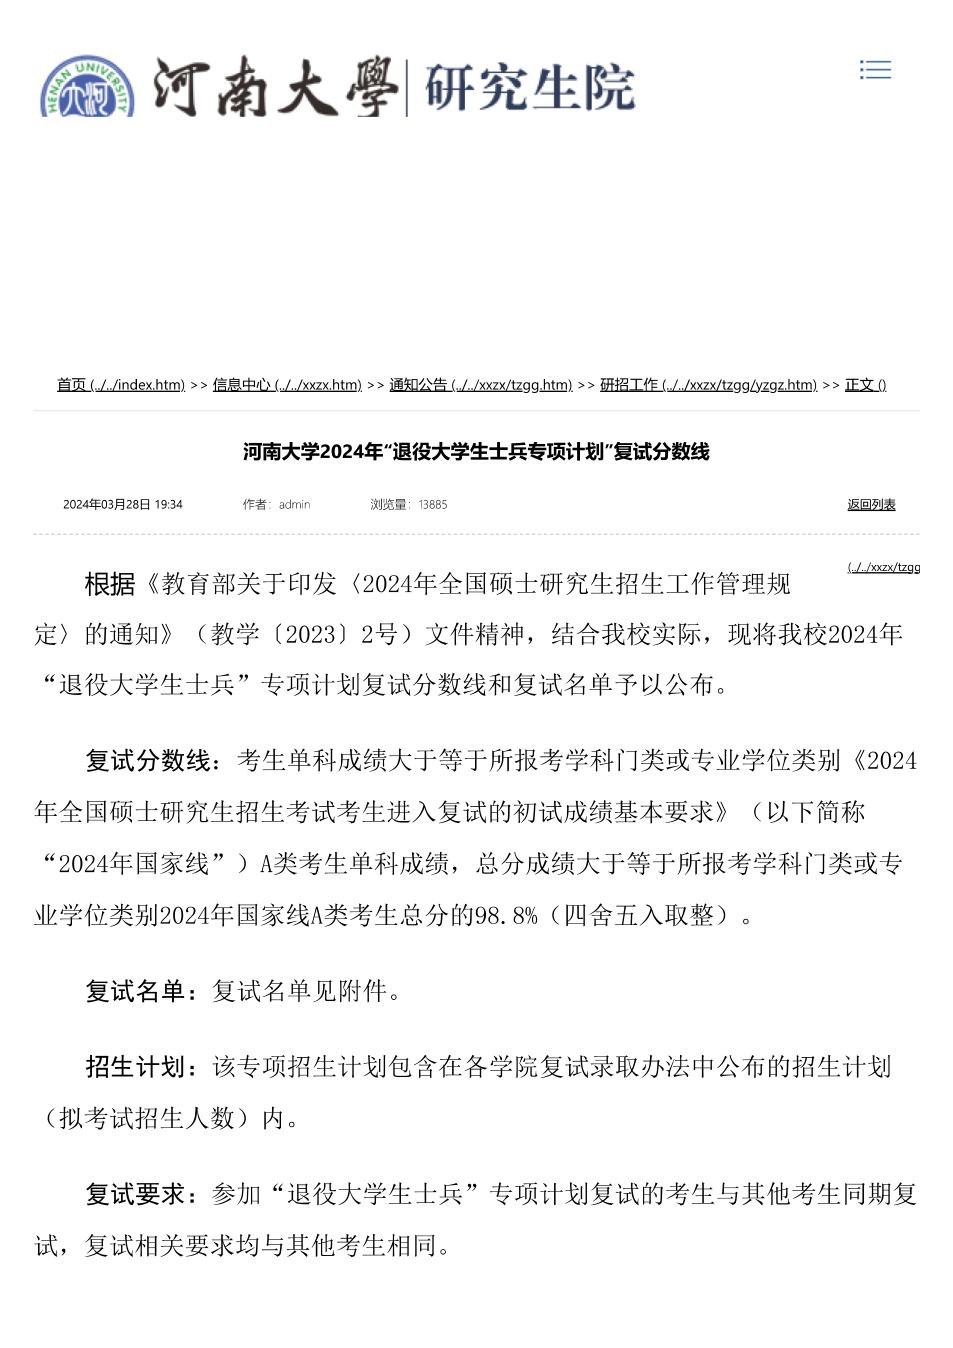 HENAN UNIVERSITY
河南大學 研究生院
首页 (../../index.htm) >> 信息中心 (../../xxzx.htm) >> 通知公告 (../../xxzx/tzgg.htm) >> 研招工作 (../../xxzx/tzgg/yzgz.htm) >> 正文 ()
河南大学2024年“退役大学生士兵专项计划”复试分数线
2024年03月28日 19:34 作者：admin 浏览量：13885 返回列表
(../../xxzx/tzgg
根据《教育部关于印发〈2024年全国硕士研究生招生工作管理规
定〉的通知》（教学〔2023〕2号）文件精神，结合我校实际，现将我校2024年
“退役大学生士兵”专项计划复试分数线和复试名单予以公布。
复试分数线：考生单科成绩大于等于所报考学科门类或专业学位类别《2024
年全国硕士研究生招生考试考生进入复试的初试成绩基本要求》（以下简称
“2024年国家线”）A类考生单科成绩，总分成绩大于等于所报考学科门类或专
业学位类别2024年国家线A类考生总分的98.8%（四舍五入取整）。
复试名单：复试名单见附件。
招生计划：该专项招生计划包含在各学院复试录取办法中公布的招生计划
（拟考试招生人数）内。
复试要求：参加“退役大学生士兵”专项计划复试的考生与其他考生同期复
试，复试相关要求均与其他考生相同。